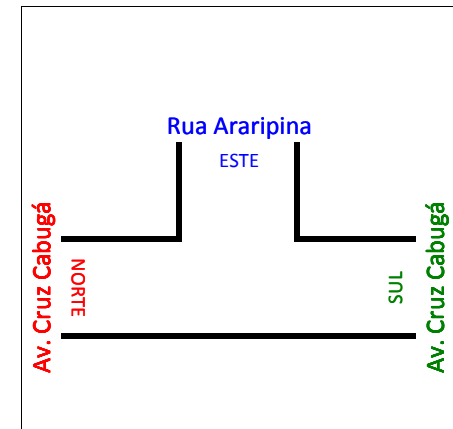 Rua Araripina
ESTE
Av. Cruz Cabugá
NORTE
SUL
Av. Cruz Cabugá